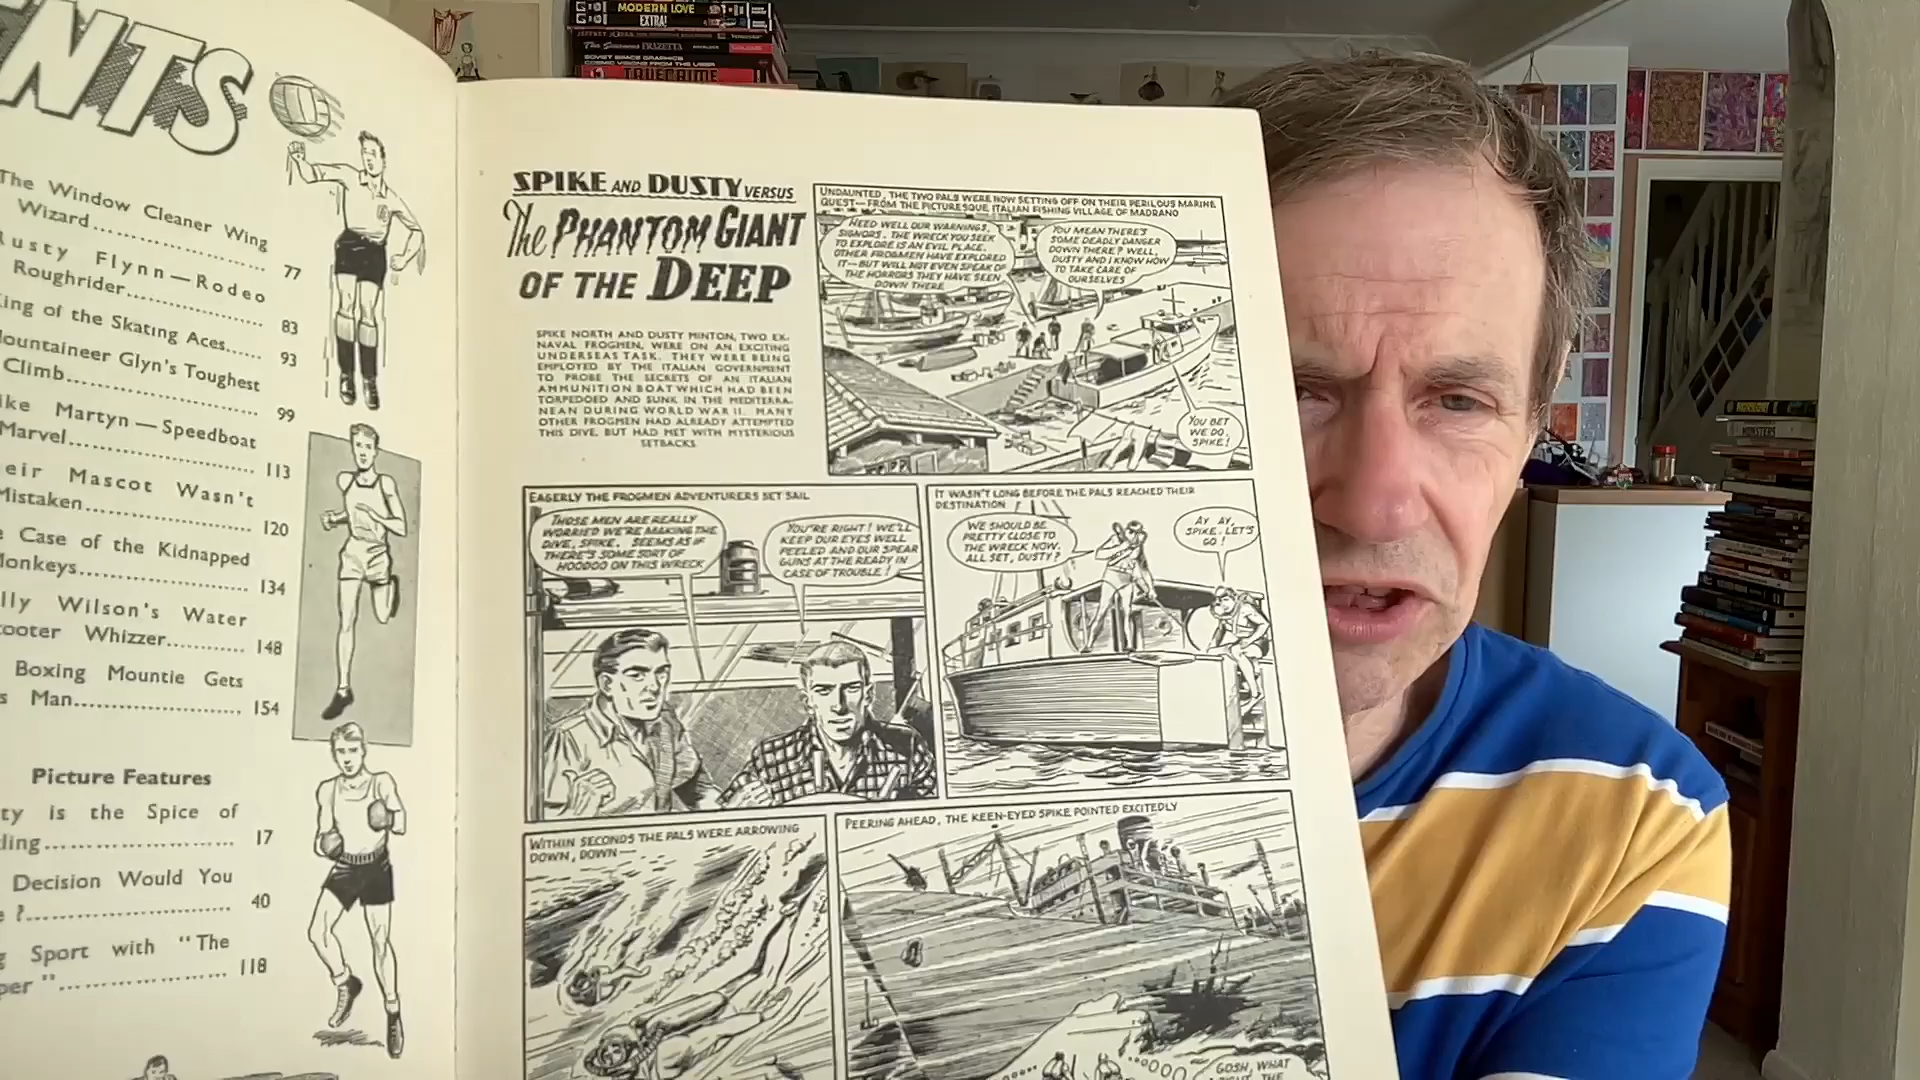 MODERN LOVE
EXTRA!
FRAZETTA
SOVIET SPACE GRAPHICS
COSMIC VISIONS FROM THE USSR
TRUE CRIME
NTS
The Window Cleaner Wing
Wizard 77
Rusty Flynn—Rodeo
Roughrider 83
King of the Skating Aces 93
Mountaineer Glyn's Toughest
Climb 99
ike Martyn—Speedboat
Marvel 113
eir Mascot Wasn't
Mistaken 120
e Case of the Kidnapped
Monkeys 134
lly Wilson's Water
cooter Whizzer 148
Boxing Mountie Gets
s Man 154
Picture Features
ty is the Spice of
ling 17
Decision Would You
e ? 40
g Sport with "The
per" 118
SPIKE AND DUSTY VERSUS
The PHANTOM GIANT
OF THE DEEP
SPIKE NORTH AND DUSTY MINTON, TWO EX-
NAVAL FROGMEN, WERE ON AN EXCITING
UNDERSEAS TASK. THEY WERE BEING
EMPLOYED BY THE ITALIAN GOVERNMENT
TO PROBE THE SECRETS OF AN ITALIAN
AMMUNITION BOAT WHICH HAD BEEN
TORPEDOED AND SUNK IN THE MEDITERRA-
NEAN DURING WORLD WAR II. MANY
OTHER FROGMEN HAD ALREADY ATTEMPTED
THIS DIVE, BUT HAD MET WITH MYSTERIOUS
SETBACKS.
UNDAUNTED, THE TWO PALS WERE NOW SETTING OFF ON THEIR PERILOUS MARINE
QUEST—FROM THE PICTURESQUE ITALIAN FISHING VILLAGE OF MADRANO
HEED WELL OUR WARNINGS,
SIGNORS. THE WRECK YOU SEEK
TO EXPLORE IS AN EVIL PLACE.
OTHER FROGMEN HAVE EXPLORED
IT—BUT WILL NOT EVEN SPEAK OF
THE HORRORS THEY HAVE SEEN
DOWN THERE
YOU MEAN THERE'S
SOME DEADLY DANGER
DOWN THERE? WELL,
DUSTY AND I KNOW HOW
TO TAKE CARE OF
OURSELVES
YOU BET
WE DO,
SPIKE!
EAGERLY THE FROGMEN ADVENTURERS SET SAIL
THOSE MEN ARE REALLY
WORRIED WE'RE MAKING THE
DIVE, SPIKE. SEEMS AS IF
THERE'S SOME SORT OF
HOODOO ON THIS WRECK
YOU'RE RIGHT! WE'LL
KEEP OUR EYES WELL
PEELED AND OUR SPEAR
GUNS AT THE READY IN
CASE OF TROUBLE!
IT WASN'T LONG BEFORE THE PALS REACHED THEIR
DESTINATION
WE SHOULD BE
PRETTY CLOSE TO
THE WRECK NOW.
ALL SET, DUSTY?
AY AY,
SPIKE. LET'S
GO!
WITHIN SECONDS THE PALS WERE ARROWING
DOWN, DOWN—
PEERING AHEAD, THE KEEN-EYED SPIKE POINTED EXCITEDLY
GOSH, WHAT
THE